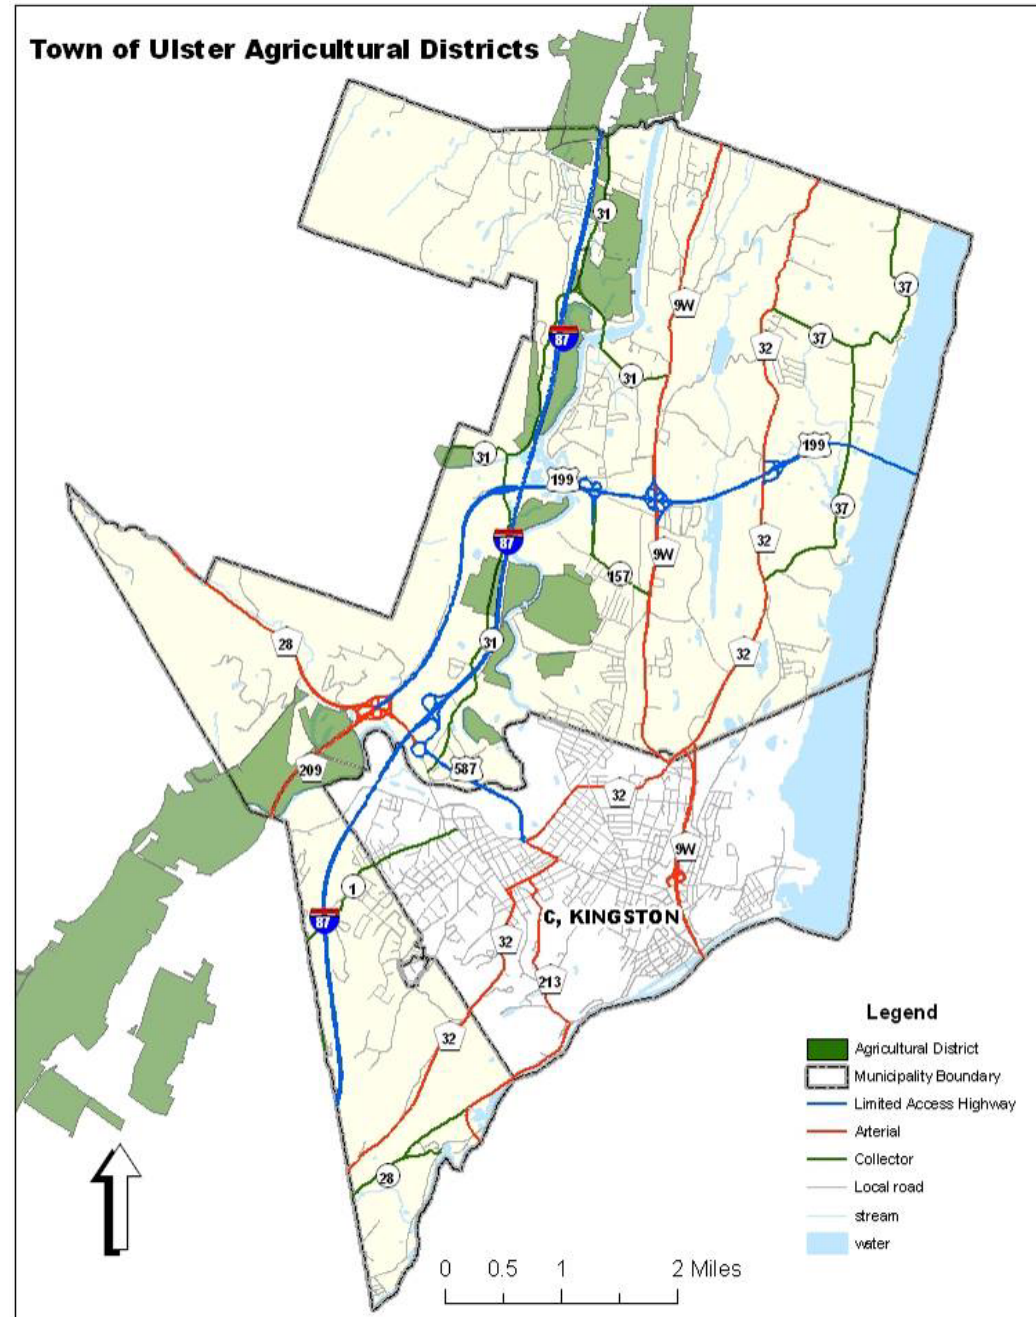 Town of Ulster Agricultural Districts
31
37
9W
87
37
32
31
31
199
199
37
87
32
9W
157
31
28
32
209
587
32
9W
1
87
C, KINGSTON
32
213
32
28
Legend
Agricultural District
Municipality Boundary
Limited Access Highway
Arterial
Collector
Local road
stream
water
0 0.5 1 2 Miles